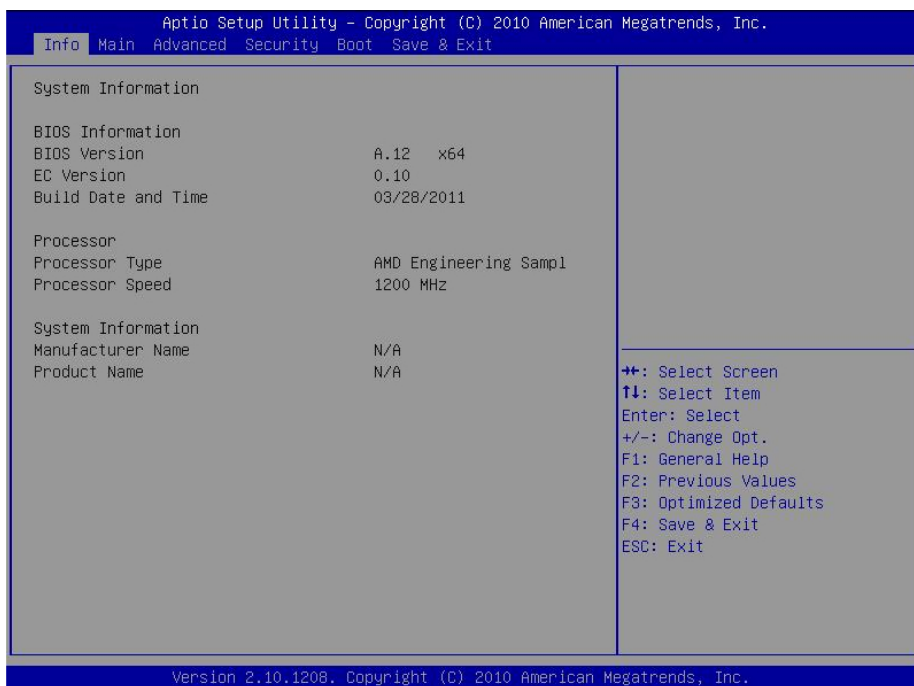 Aptio Setup Utility – Copyright (C) 2010 American Megatrends, Inc.
Info Main Advanced Security Boot Save & Exit
System Information
BIOS Information
BIOS Version A.12 x64
EC Version 0.10
Build Date and Time 03/28/2011
Processor
Processor Type AMD Engineering Sampl
Processor Speed 1200 MHz
System Information
Manufacturer Name N/A
Product Name N/A
→←: Select Screen
↑↓: Select Item
Enter: Select
+/-: Change Opt.
F1: General Help
F2: Previous Values
F3: Optimized Defaults
F4: Save & Exit
ESC: Exit
Version 2.10.1208. Copyright (C) 2010 American Megatrends, Inc.